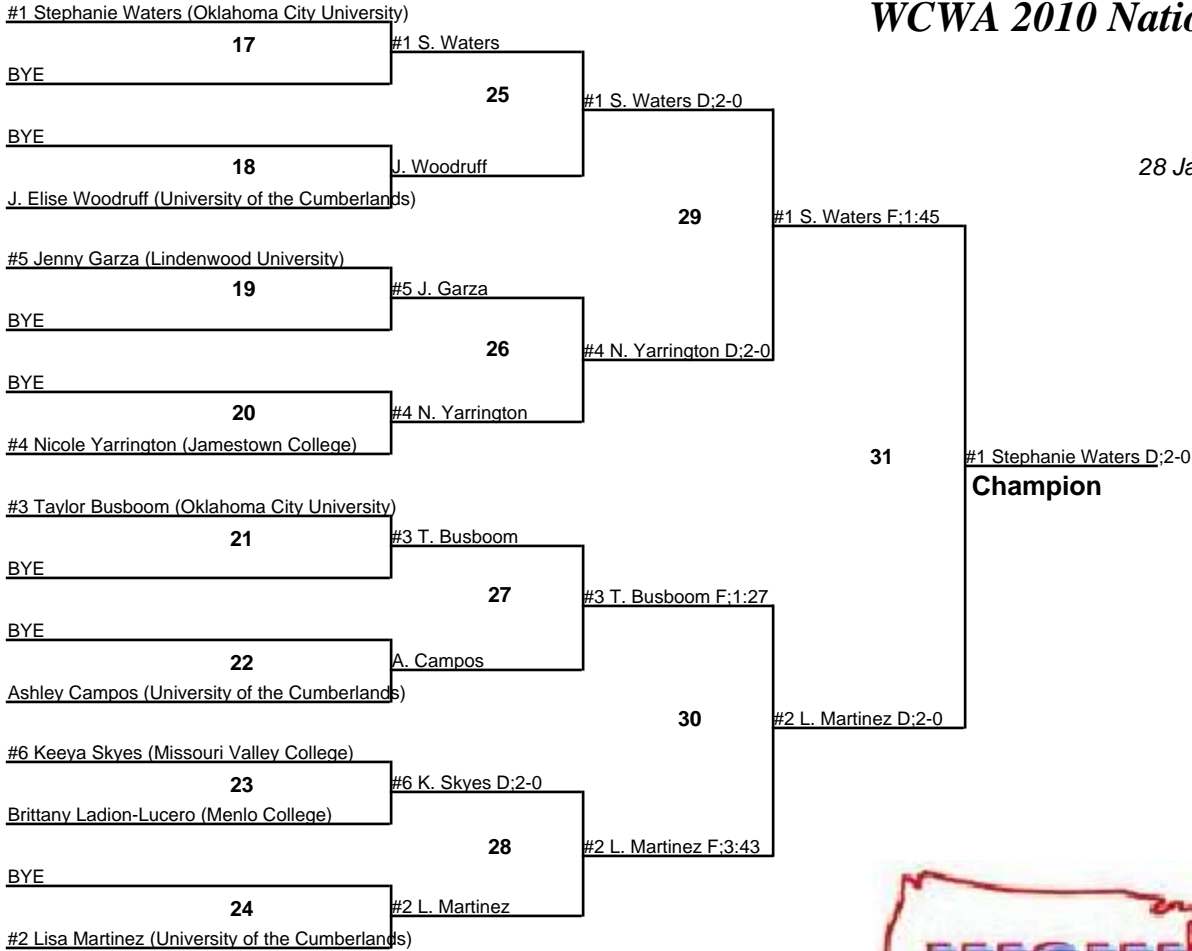 #1 Stephanie Waters (Oklahoma City University)
WCWA 2010 Natio
17
#1 S. Waters
BYE
25
#1 S. Waters D;2-0
BYE
18
J. Woodruff
28 Ja
J. Elise Woodruff (University of the Cumberlands)
29
#1 S. Waters F;1:45
#5 Jenny Garza (Lindenwood University)
19
#5 J. Garza
BYE
26
#4 N. Yarrington D;2-0
BYE
20
#4 N. Yarrington
#4 Nicole Yarrington (Jamestown College)
31
#1 Stephanie Waters D;2-0
Champion
#3 Taylor Busboom (Oklahoma City University)
21
#3 T. Busboom
BYE
27
#3 T. Busboom F;1:27
BYE
22
A. Campos
Ashley Campos (University of the Cumberlands)
30
#2 L. Martinez D;2-0
#6 Keeya Skyes (Missouri Valley College)
23
#6 K. Skyes D;2-0
Brittany Ladion-Lucero (Menlo College)
28
#2 L. Martinez F;3:43
BYE
24
#2 L. Martinez
#2 Lisa Martinez (University of the Cumberlands)